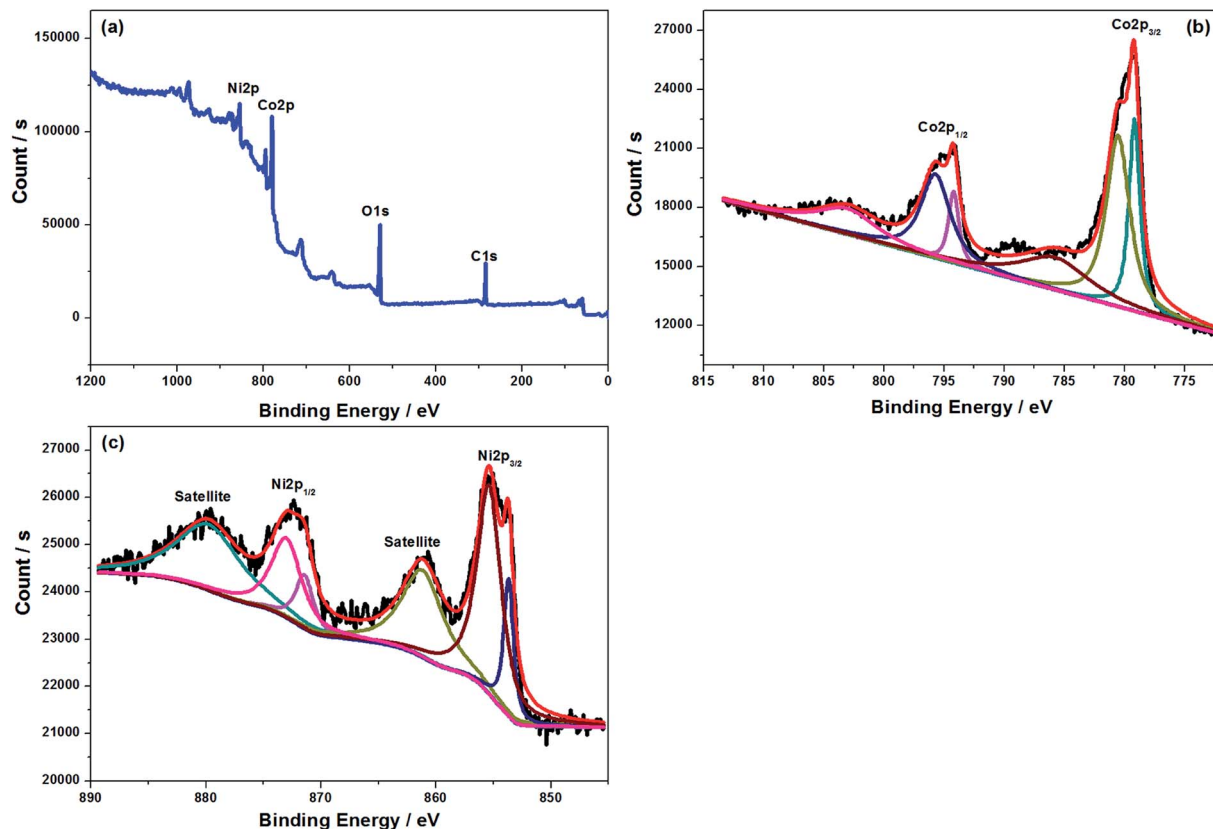 (a)
150000
100000
50000
0
Count / s
Ni2p
Co2p
O1s
C1s
1200
1000
800
600
400
200
0
Binding Energy / eV
(b)
27000
24000
21000
18000
15000
12000
Count / s
Co2p3/2
Co2p1/2
815
810
805
800
795
790
785
780
775
Binding Energy / eV
(c)
27000
26000
25000
24000
23000
22000
21000
20000
Count / s
Ni2p3/2
Satellite
Ni2p1/2
Satellite
890
880
870
860
850
Binding Energy / eV